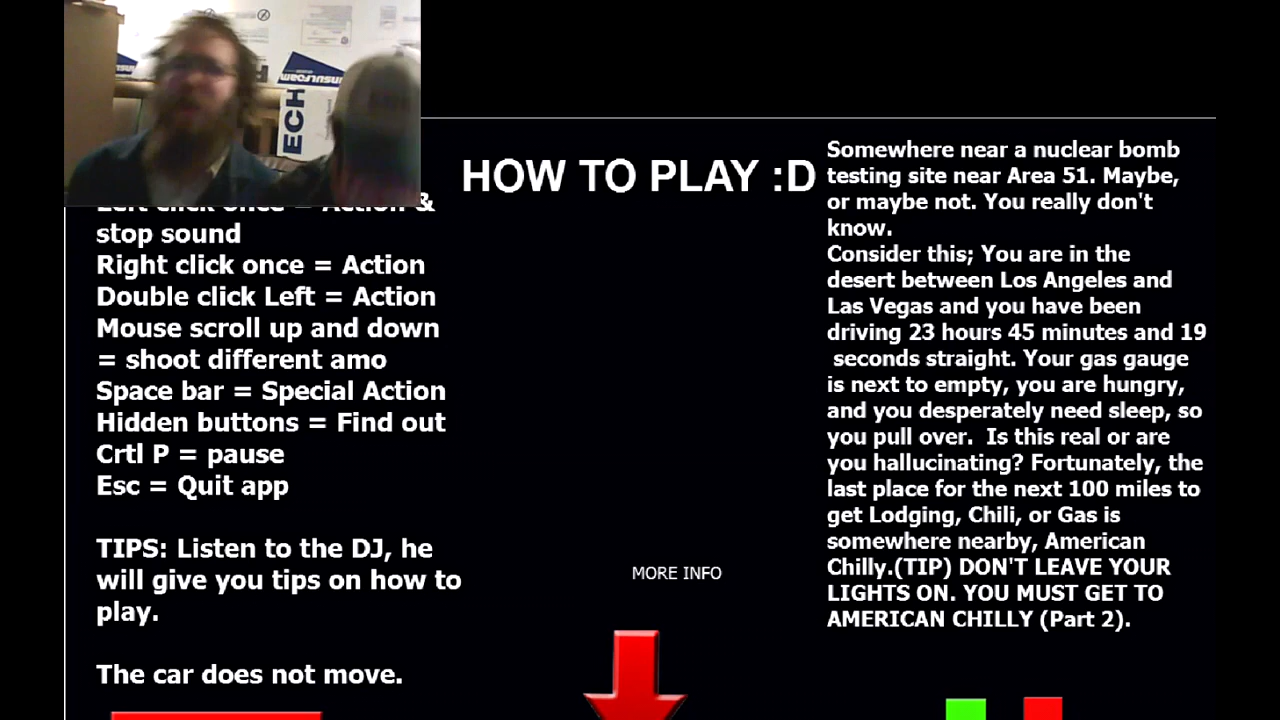 INSULFOAM
ECH
HOW TO PLAY :D
Left click once = Action &
stop sound
Right click once = Action
Double click Left = Action
Mouse scroll up and down
= shoot different amo
Space bar = Special Action
Hidden buttons = Find out
Crtl P = pause
Esc = Quit app
TIPS: Listen to the DJ, he
will give you tips on how to
play.
The car does not move.
MORE INFO
Somewhere near a nuclear bomb
testing site near Area 51. Maybe,
or maybe not. You really don't
know.
Consider this; You are in the
desert between Los Angeles and
Las Vegas and you have been
driving 23 hours 45 minutes and 19
seconds straight. Your gas gauge
is next to empty, you are hungry,
and you desperately need sleep, so
you pull over.  Is this real or are
you hallucinating? Fortunately, the
last place for the next 100 miles to
get Lodging, Chili, or Gas is
somewhere nearby, American
Chilly.(TIP) DON'T LEAVE YOUR
LIGHTS ON. YOU MUST GET TO
AMERICAN CHILLY (Part 2).